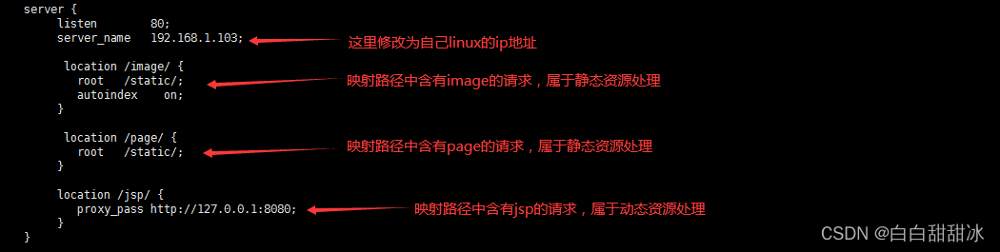 server {
listen 80;
server_name 192.168.1.103;
这里修改为自己linux的ip地址
location /image/ {
root /static/;
映射路径中含有image的请求，属于静态资源处理
autoindex on;
}
location /page/ {
root /static/;
映射路径中含有page的请求，属于静态资源处理
}
location /jsp/ {
proxy_pass http://127.0.0.1:8080;
映射路径中含有jsp的请求，属于动态资源处理
}
}
CSDN @白白甜甜冰